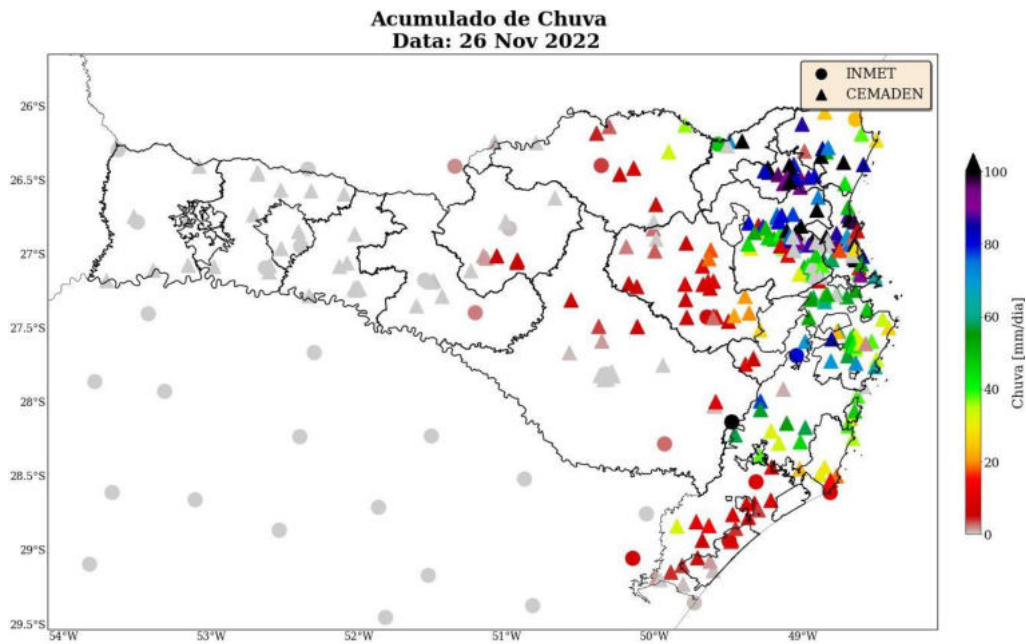 Acumulado de Chuva
Data: 26 Nov 2022
INMET
CEMADEN
26°S
26.5°S
27°S
27.5°S
28°S
28.5°S
29°S
29.5°S
54°W
53°W
52°W
51°W
50°W
49°W
100
80
60
40
20
0
Chuva [mm/dia]